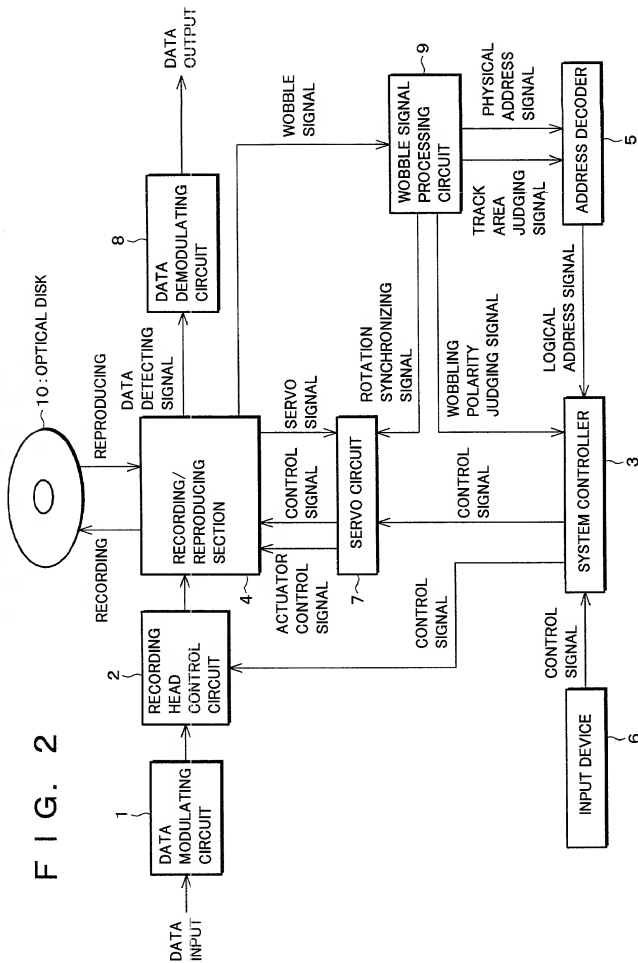 FIG. 2
10 : OPTICAL DISK
RECORDING
REPRODUCING
DATA
INPUT
1
DATA
MODULATING
CIRCUIT
2
RECORDING
HEAD
CONTROL
CIRCUIT
4
RECORDING/
REPRODUCING
SECTION
DATA
DETECTING
SIGNAL
8
DATA
DEMODULATING
CIRCUIT
DATA
OUTPUT
ACTUATOR
CONTROL
SIGNAL
CONTROL
SIGNAL
SERVO
SIGNAL
7
SERVO CIRCUIT
WOBBLE
SIGNAL
9
WOBBLE SIGNAL
PROCESSING
CIRCUIT
ROTATION
SYNCHRONIZING
SIGNAL
WOBBLING
POLARITY
JUDGING SIGNAL
TRACK
AREA
JUDGING
SIGNAL
PHYSICAL
ADDRESS
SIGNAL
CONTROL
SIGNAL
CONTROL
SIGNAL
6
INPUT DEVICE
CONTROL
SIGNAL
3
SYSTEM CONTROLLER
LOGICAL
ADDRESS SIGNAL
5
ADDRESS DECODER